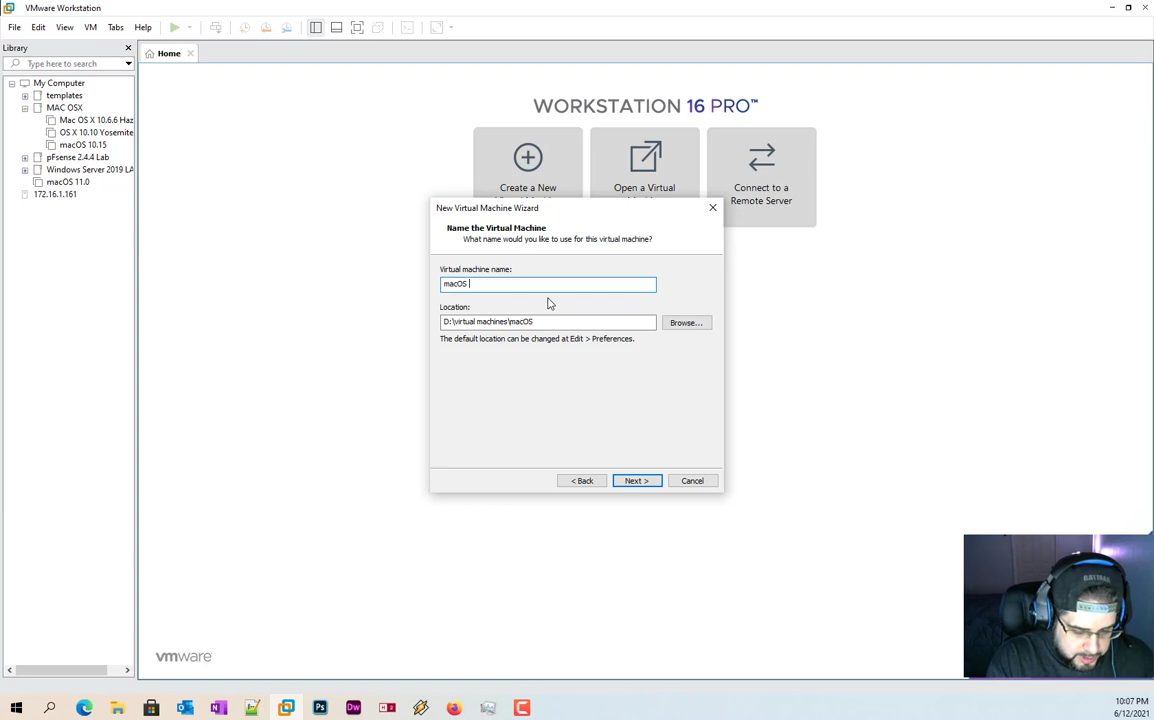 VMware Workstation
File Edit View VM Tabs Help
Library
Type here to search
Home
My Computer
templates
MAC OSX
Mac OS X 10.6.6 Haz
OS X 10.10 Yosemite
macOS 10.15
pFsense 2.4.4 Lab
Windows Server 2019 LA
macOS 11.0
172.16.1.161
WORKSTATION 16 PRO™
Create a New
Open a Virtual
Connect to a
Remote Server
New Virtual Machine Wizard
Name the Virtual Machine
What name would you like to use for this virtual machine?
Virtual machine name:
macOS
Location:
D:\virtual machines\macOS
Browse...
The default location can be changed at Edit > Preferences.
< Back Next > Cancel
vmware
10:07 PM
6/12/2021